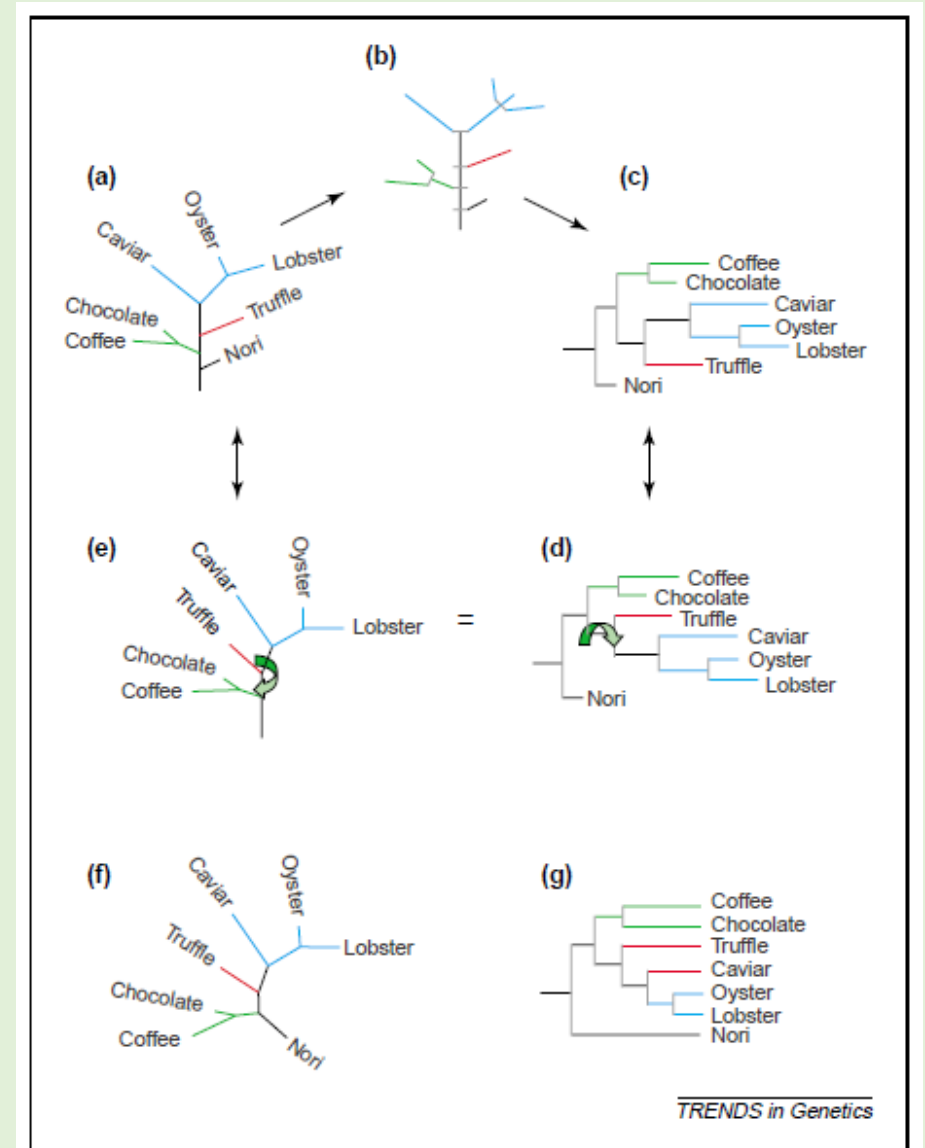 (b)
(a)
(c)
Oyster
Caviar
Lobster
Chocolate
Truffle
Coffee
Nori
Coffee
Chocolate
Caviar
Oyster
Lobster
Truffle
Nori
(e)
(d)
Caviar
Oyster
Truffle
Lobster
Chocolate
Coffee
=
Coffee
Chocolate
Truffle
Caviar
Oyster
Lobster
Nori
(f)
(g)
Caviar
Oyster
Truffle
Lobster
Chocolate
Coffee
Nori
Coffee
Chocolate
Truffle
Caviar
Oyster
Lobster
Nori
TRENDS in Genetics